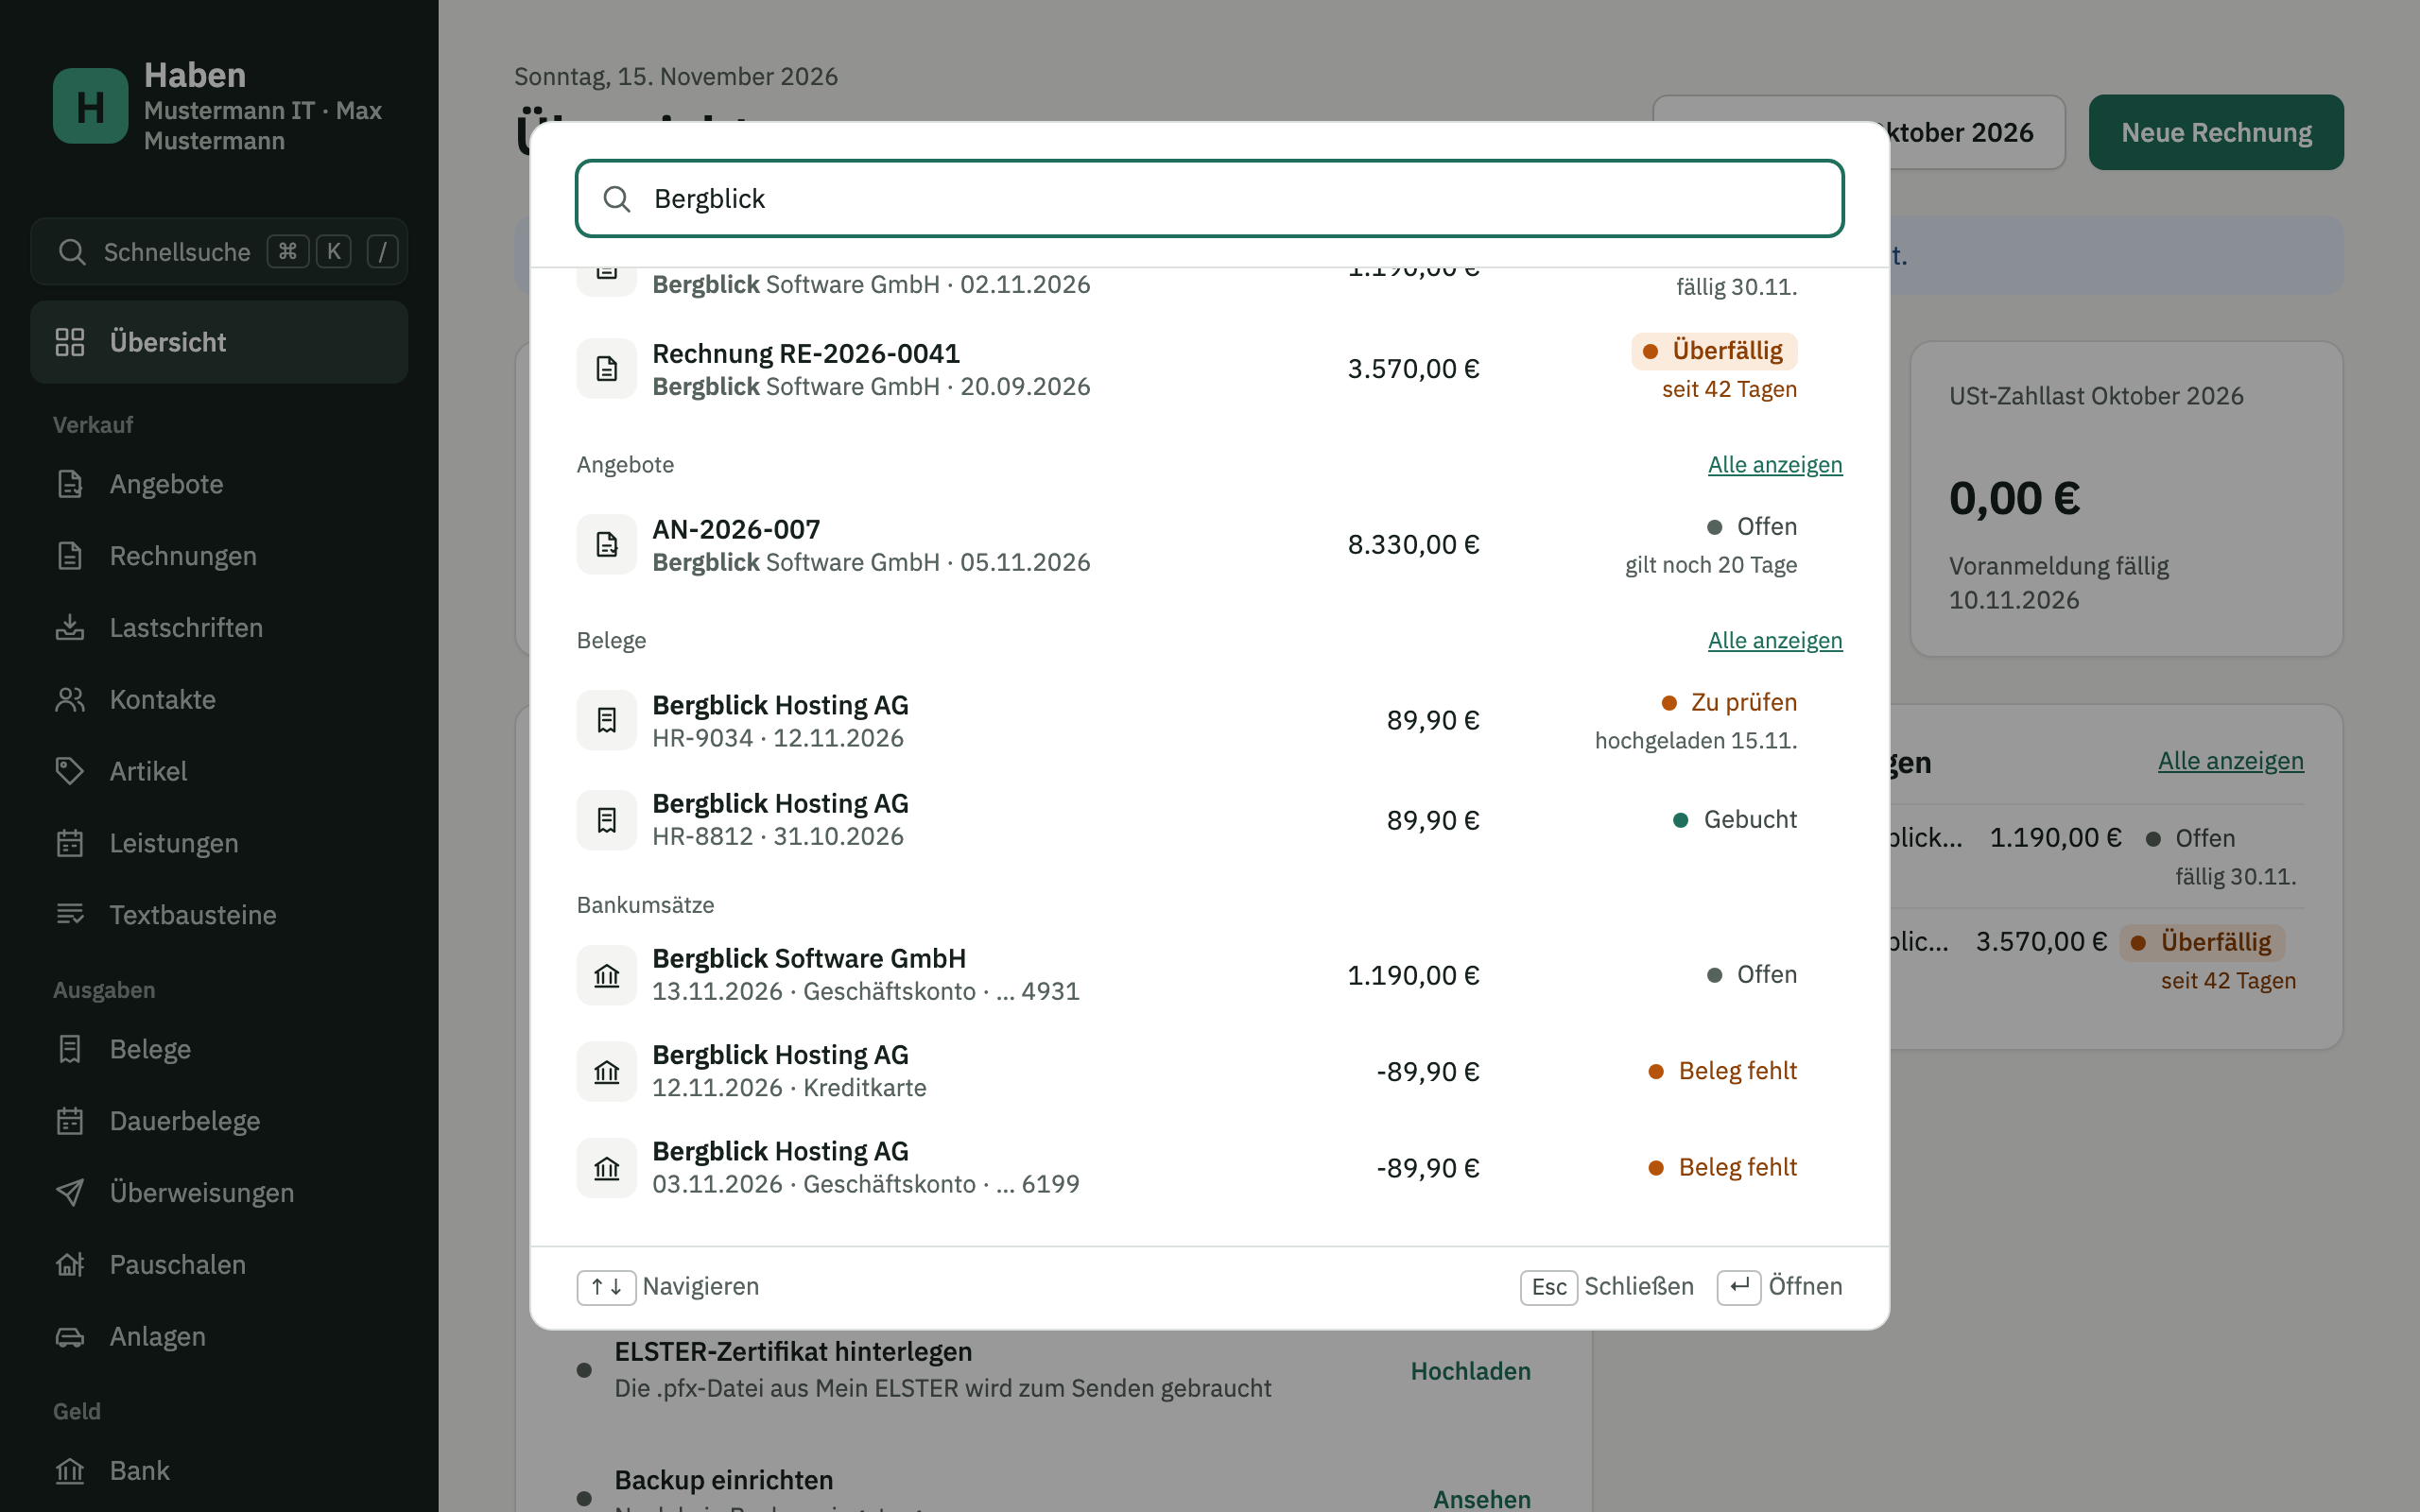 Haben
Mustermann IT · Max
Mustermann
Schnellsuche ⌘ K /
Übersicht
Verkauf
Angebote
Rechnungen
Lastschriften
Kontakte
Artikel
Leistungen
Textbausteine
Ausgaben
Belege
Dauerbelege
Überweisungen
Pauschalen
Anlagen
Geld
Bank
Sonntag, 15. November 2026
ktober 2026
Neue Rechnung
t.
Bergblick
1.190,00 €
Bergblick Software GmbH · 02.11.2026
fällig 30.11.
Rechnung RE-2026-0041
Bergblick Software GmbH · 20.09.2026
3.570,00 €
Überfällig
seit 42 Tagen
Angebote
Alle anzeigen
AN-2026-007
Bergblick Software GmbH · 05.11.2026
8.330,00 €
Offen
gilt noch 20 Tage
Belege
Alle anzeigen
Bergblick Hosting AG
HR-9034 · 12.11.2026
89,90 €
Zu prüfen
hochgeladen 15.11.
Bergblick Hosting AG
HR-8812 · 31.10.2026
89,90 €
Gebucht
Bankumsätze
Bergblick Software GmbH
13.11.2026 · Geschäftskonto · … 4931
1.190,00 €
Offen
Bergblick Hosting AG
12.11.2026 · Kreditkarte
-89,90 €
Beleg fehlt
Bergblick Hosting AG
03.11.2026 · Geschäftskonto · … 6199
-89,90 €
Beleg fehlt
↑↓ Navigieren
Esc Schließen
↵ Öffnen
USt-Zahllast Oktober 2026
0,00 €
Voranmeldung fällig
10.11.2026
gen
Alle anzeigen
blick… 1.190,00 € Offen
fällig 30.11.
blic… 3.570,00 € Überfällig
seit 42 Tagen
ELSTER-Zertifikat hinterlegen
Die .pfx-Datei aus Mein ELSTER wird zum Senden gebraucht
Hochladen
Backup einrichten
Ansehen